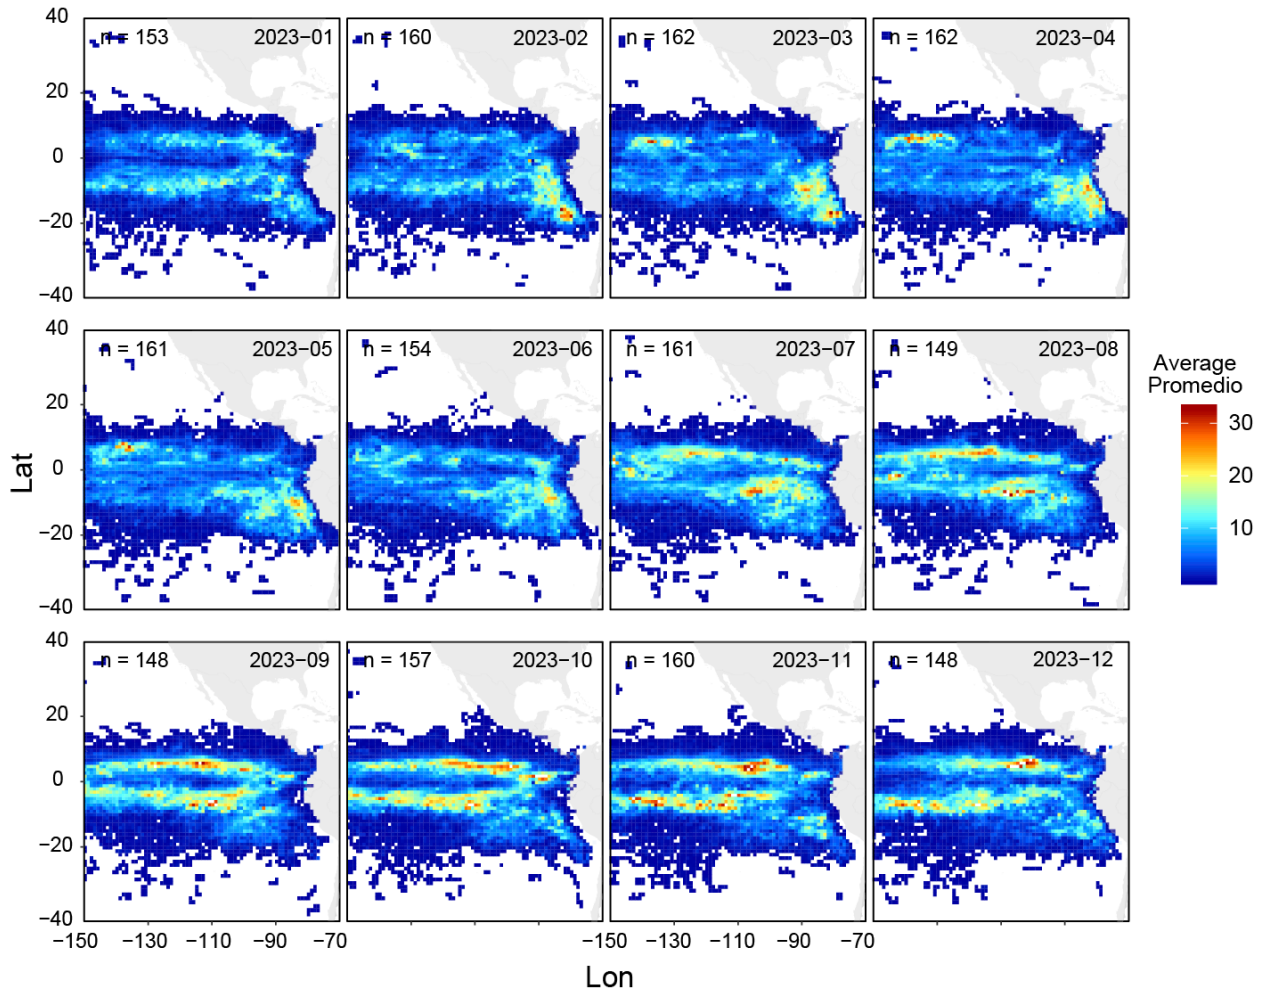 40
20
0
−20
−40
n = 153
2023−01
n = 160
2023−02
n = 162
2023−03
n = 162
2023−04
40
20
0
−20
−40
n = 161
2023−05
n = 154
2023−06
n = 161
2023−07
n = 149
2023−08
Average
Promedio
30
20
10
Lat
40
20
0
−20
−40
n = 148
2023−09
n = 157
2023−10
n = 160
2023−11
n = 148
2023−12
−150 −130 −110 −90 −70
−150 −130 −110 −90 −70
Lon